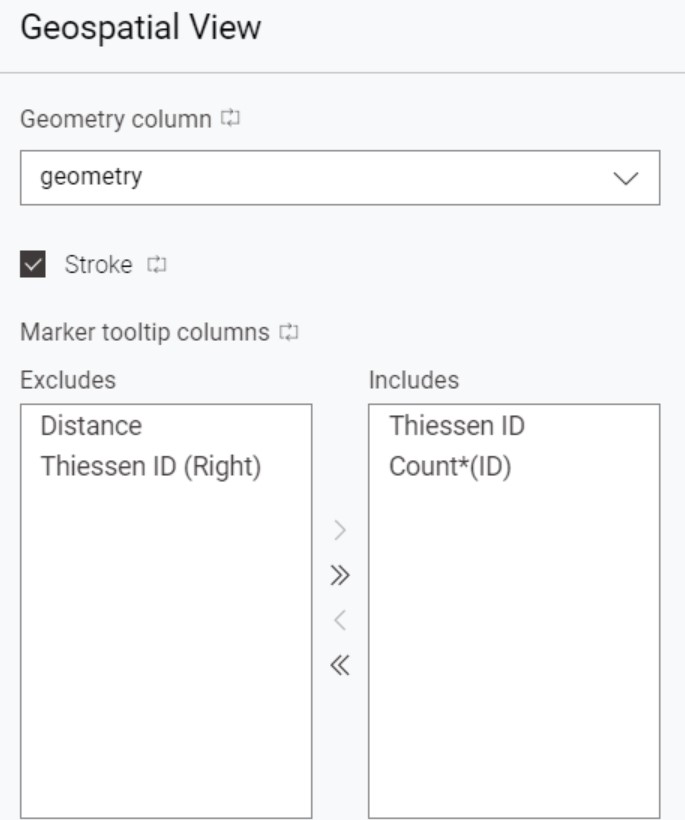 Geospatial View
Geometry column
geometry
Stroke
Marker tooltip columns
Excludes
Includes
Distance
Thiessen ID (Right)
Thiessen ID
Count*(ID)